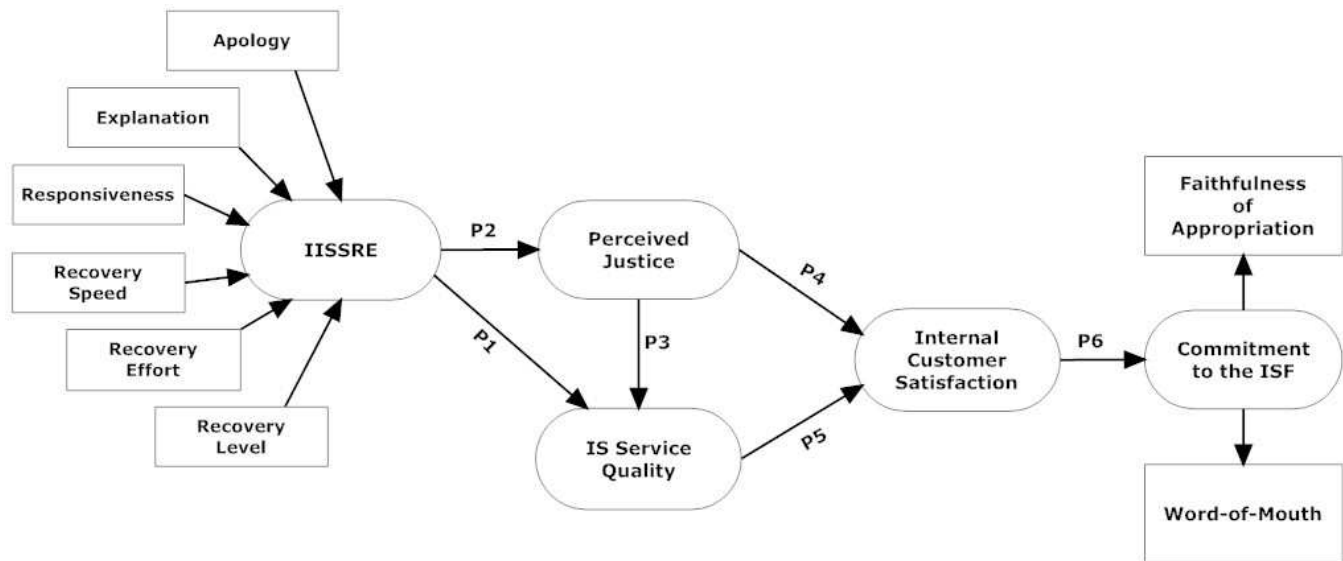 Apology
Explanation
Responsiveness
Recovery
Speed
Recovery
Effort
Recovery
Level
IISSRE
P2
P1
Perceived
Justice
P3
IS Service
Quality
P4
P5
Internal
Customer
Satisfaction
P6
Faithfulness
of
Appropriation
Commitment
to the ISF
Word-of-Mouth